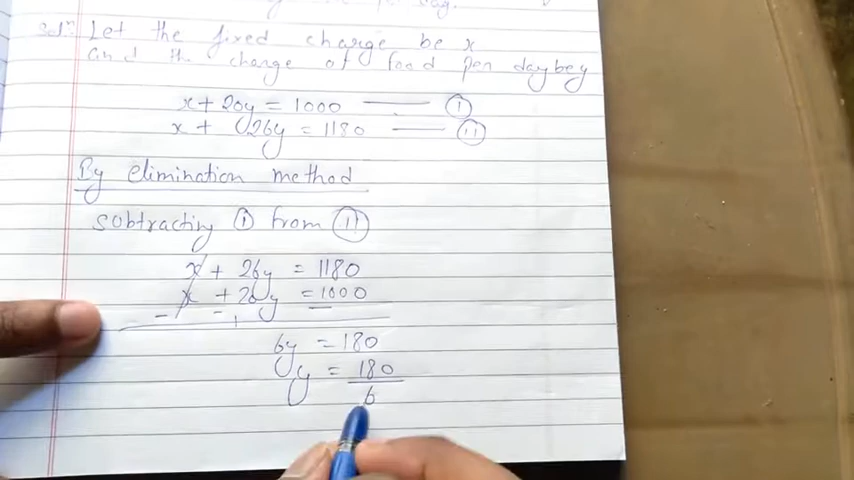 Solⁿ. Let the fixed charge be x
and the charge of food per day be y
x + 20y = 1000 —— (I)
x + 26y = 1180 —— (II)
By elimination method
subtracting (I) from (II)
x + 26y = 1180
x + 20y = 1000
- - -
6y = 180
y = 180
6